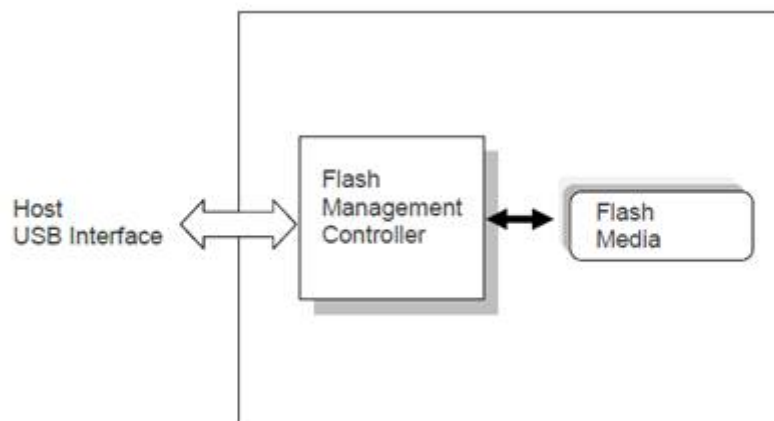 Host
USB Interface
Flash
Management
Controller
Flash
Media